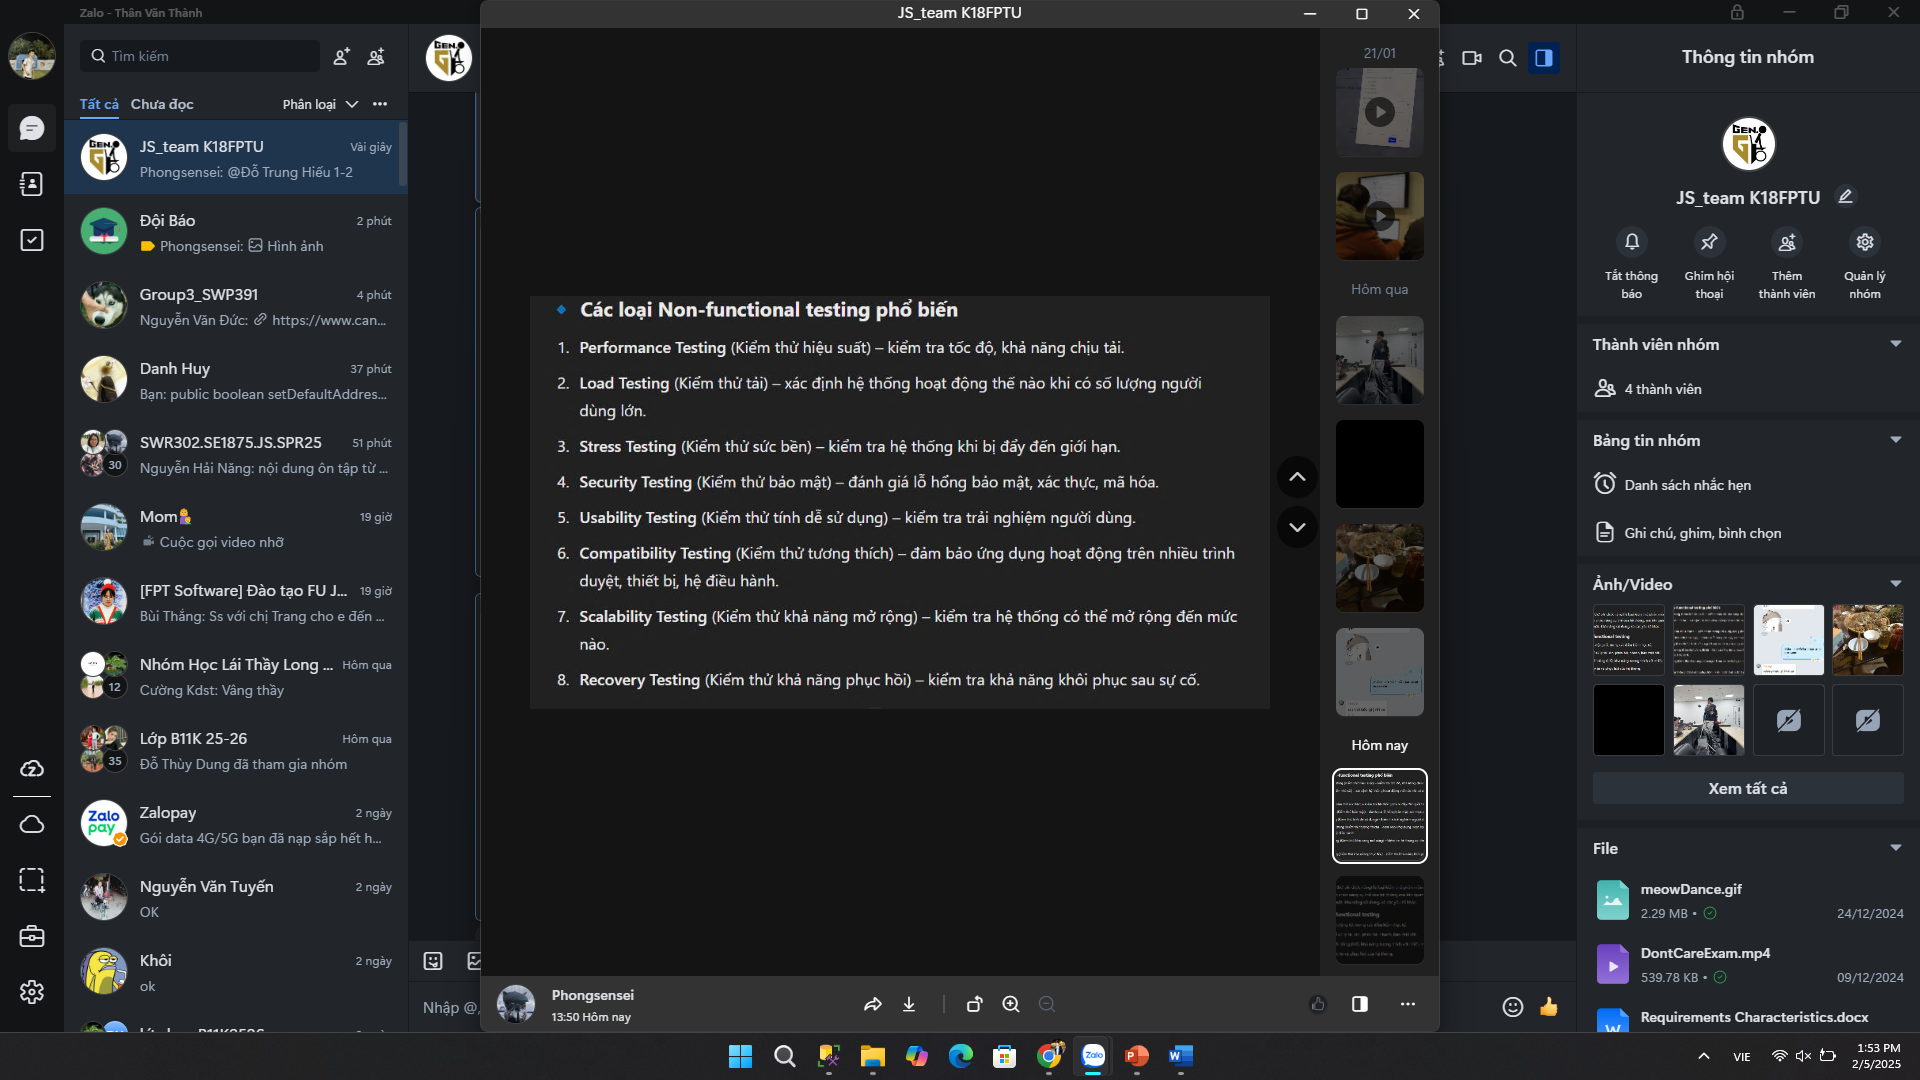 Zalo - Thân Văn Thành
JS_team K18FPTU
Tìm kiếm
Tất cả
Chưa đọc
Phân loại
JS_team K18FPTU
Vài giây
Phongsensei: @Đỗ Trung Hiếu 1-2
Đội Báo
2 phút
Phongsensei: Hình ảnh
Group3_SWP391
4 phút
Nguyễn Văn Đức: https://www.can...
Danh Huy
37 phút
Bạn: public boolean setDefaultAddres...
SWR302.SE1875.JS.SPR25
51 phút
30
Nguyễn Hải Năng: nội dung ôn tập từ ...
Mom
19 giờ
Cuộc gọi video nhỡ
[FPT Software] Đào tạo FU J...
19 giờ
Bùi Thắng: Ss với chị Trang cho e đến ...
Nhóm Học Lái Thầy Long ...
Hôm qua
12
Cường Kdst: Vâng thầy
Lớp B11K 25-26
Hôm qua
35
Đỗ Thùy Dung đã tham gia nhóm
Zalopay
2 ngày
Zalo
pay
Gói data 4G/5G bạn đã nạp sắp hết h...
Nguyễn Văn Tuyến
2 ngày
OK
Khôi
2 ngày
ok
Nhập @,
GEN.
Các loại Non-functional testing phổ biến
1. Performance Testing (Kiểm thử hiệu suất) – kiểm tra tốc độ, khả năng chịu tải.
2. Load Testing (Kiểm thử tải) – xác định hệ thống hoạt động thế nào khi có số lượng người
dùng lớn.
3. Stress Testing (Kiểm thử sức bền) – kiểm tra hệ thống khi bị đẩy đến giới hạn.
4. Security Testing (Kiểm thử bảo mật) – đánh giá lỗ hổng bảo mật, xác thực, mã hóa.
5. Usability Testing (Kiểm thử tính dễ sử dụng) – kiểm tra trải nghiệm người dùng.
6. Compatibility Testing (Kiểm thử tương thích) – đảm bảo ứng dụng hoạt động trên nhiều trình
duyệt, thiết bị, hệ điều hành.
7. Scalability Testing (Kiểm thử khả năng mở rộng) – kiểm tra hệ thống có thể mở rộng đến mức
nào.
8. Recovery Testing (Kiểm thử khả năng phục hồi) – kiểm tra khả năng khôi phục sau sự cố.
21/01
Hôm qua
Hôm nay
Phongsensei
13:50 Hôm nay
Thông tin nhóm
GEN.
JS_team K18FPTU
Tắt thông
báo
Ghim hội
thoại
Thêm
thành viên
Quản lý
nhóm
Thành viên nhóm
4 thành viên
Bảng tin nhóm
Danh sách nhắc hẹn
Ghi chú, ghim, bình chọn
Ảnh/Video
Xem tất cả
File
meowDance.gif
2.29 MB •
24/12/2024
DontCareExam.mp4
539.78 KB •
09/12/2024
Requirements Characteristics.docx
Zalo
VIE
1:53 PM
2/5/2025